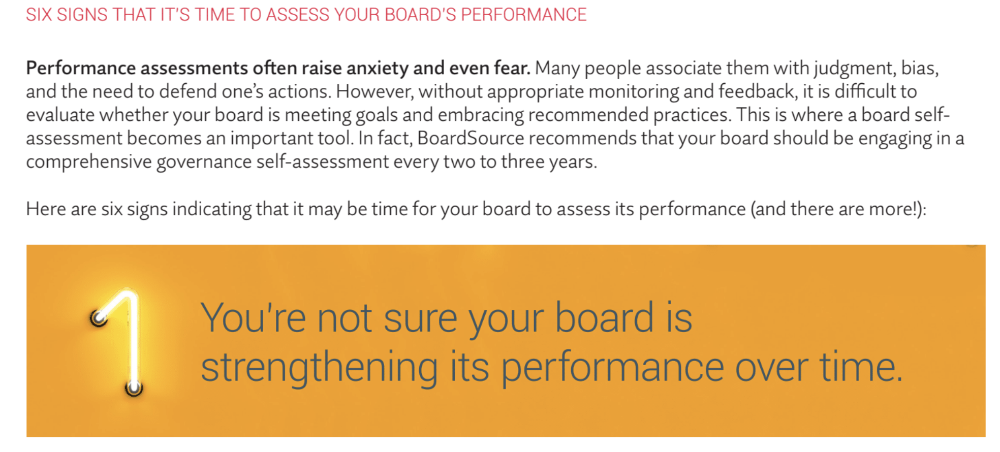 SIX SIGNS THAT IT'S TIME TO ASSESS YOUR BOARD'S PERFORMANCE
Performance assessments often raise anxiety and even fear. Many people associate them with judgment, bias,
and the need to defend one’s actions. However, without appropriate monitoring and feedback, it is difficult to
evaluate whether your board is meeting goals and embracing recommended practices. This is where a board self-
assessment becomes an important tool. In fact, BoardSource recommends that your board should be engaging in a
comprehensive governance self-assessment every two to three years.
Here are six signs indicating that it may be time for your board to assess its performance (and there are more!):
1
You're not sure your board is
strengthening its performance over time.